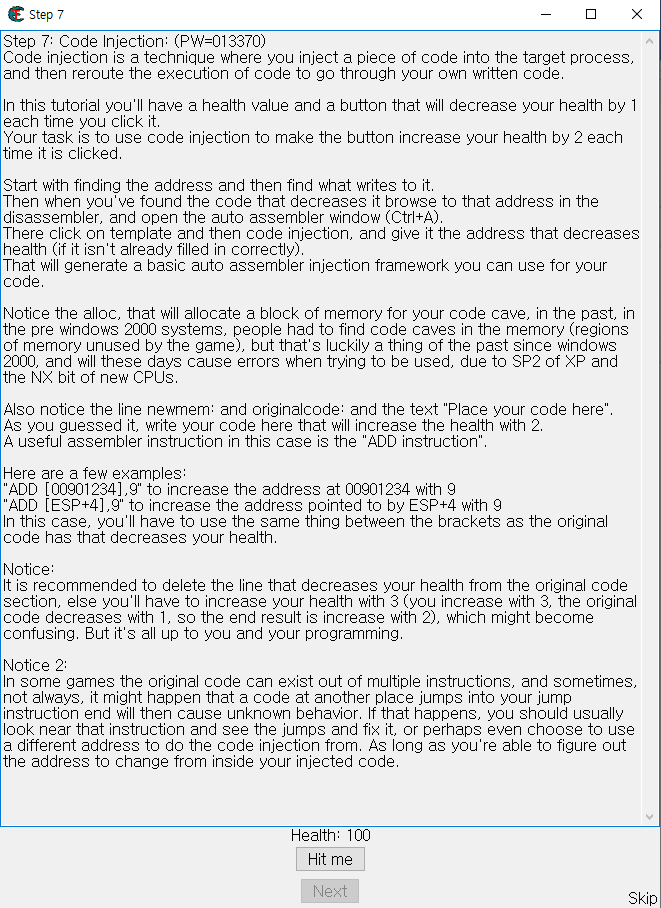 Step 7
Step 7: Code Injection: (PW=013370)
Code injection is a technique where you inject a piece of code into the target process,
and then reroute the execution of code to go through your own written code.
In this tutorial you'll have a health value and a button that will decrease your health by 1
each time you click it.
Your task is to use code injection to make the button increase your health by 2 each
time it is clicked.
Start with finding the address and then find what writes to it.
Then when you've found the code that decreases it browse to that address in the
disassembler, and open the auto assembler window (Ctrl+A).
There click on template and then code injection, and give it the address that decreases
health (if it isn't already filled in correctly).
That will generate a basic auto assembler injection framework you can use for your
code.
Notice the alloc, that will allocate a block of memory for your code cave, in the past, in
the pre windows 2000 systems, people had to find code caves in the memory (regions
of memory unused by the game), but that's luckily a thing of the past since windows
2000, and will these days cause errors when trying to be used, due to SP2 of XP and
the NX bit of new CPUs.
Also notice the line newmem: and originalcode: and the text "Place your code here".
As you guessed it, write your code here that will increase the health with 2.
A useful assembler instruction in this case is the "ADD instruction".
Here are a few examples:
"ADD [00901234],9" to increase the address at 00901234 with 9
"ADD [ESP+4],9" to increase the address pointed to by ESP+4 with 9
In this case, you'll have to use the same thing between the brackets as the original
code has that decreases your health.
Notice:
It is recommended to delete the line that decreases your health from the original code
section, else you'll have to increase your health with 3 (you increase with 3, the original
code decreases with 1, so the end result is increase with 2), which might become
confusing. But it's all up to you and your programming.
Notice 2:
In some games the original code can exist out of multiple instructions, and sometimes,
not always, it might happen that a code at another place jumps into your jump
instruction end will then cause unknown behavior. If that happens, you should usually
look near that instruction and see the jumps and fix it, or perhaps even choose to use
a different address to do the code injection from. As long as you're able to figure out
the address to change from inside your injected code.
Health: 100
Hit me
Next
Skip